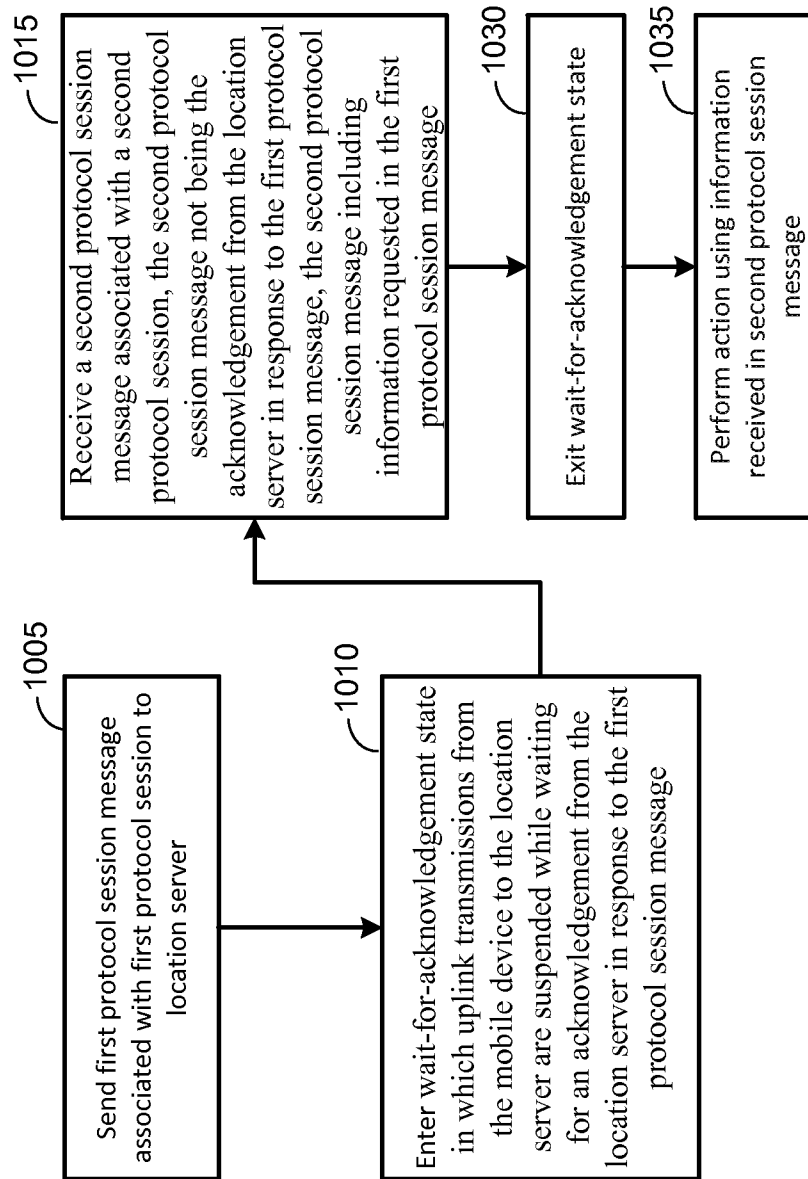 1005
Send first protocol session message
associated with first protocol session to
location server
1010
Enter wait-for-acknowledgement state
in which uplink transmissions from
the mobile device to the location
server are suspended while waiting
for an acknowledgement from the
location server in response to the first
protocol session message
1015
Receive a second protocol session
message associated with a second
protocol session, the second protocol
session message not being the
acknowledgement from the location
server in response to the first protocol
session message, the second protocol
session message including
information requested in the first
protocol session message
1030
Exit wait-for-acknowledgement state
1035
Perform action using information
received in second protocol session
message